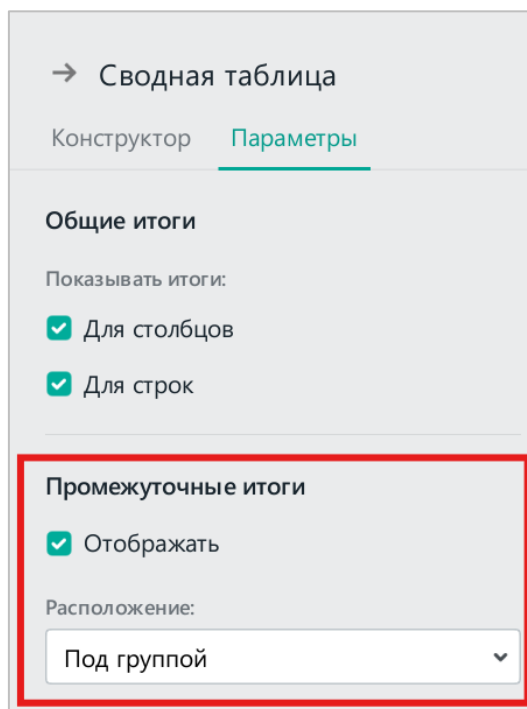 Сводная таблица
Конструктор Параметры
Общие итоги
Показывать итоги:
Для столбцов
Для строк
Промежуточные итоги
Отображать
Расположение:
Под группой